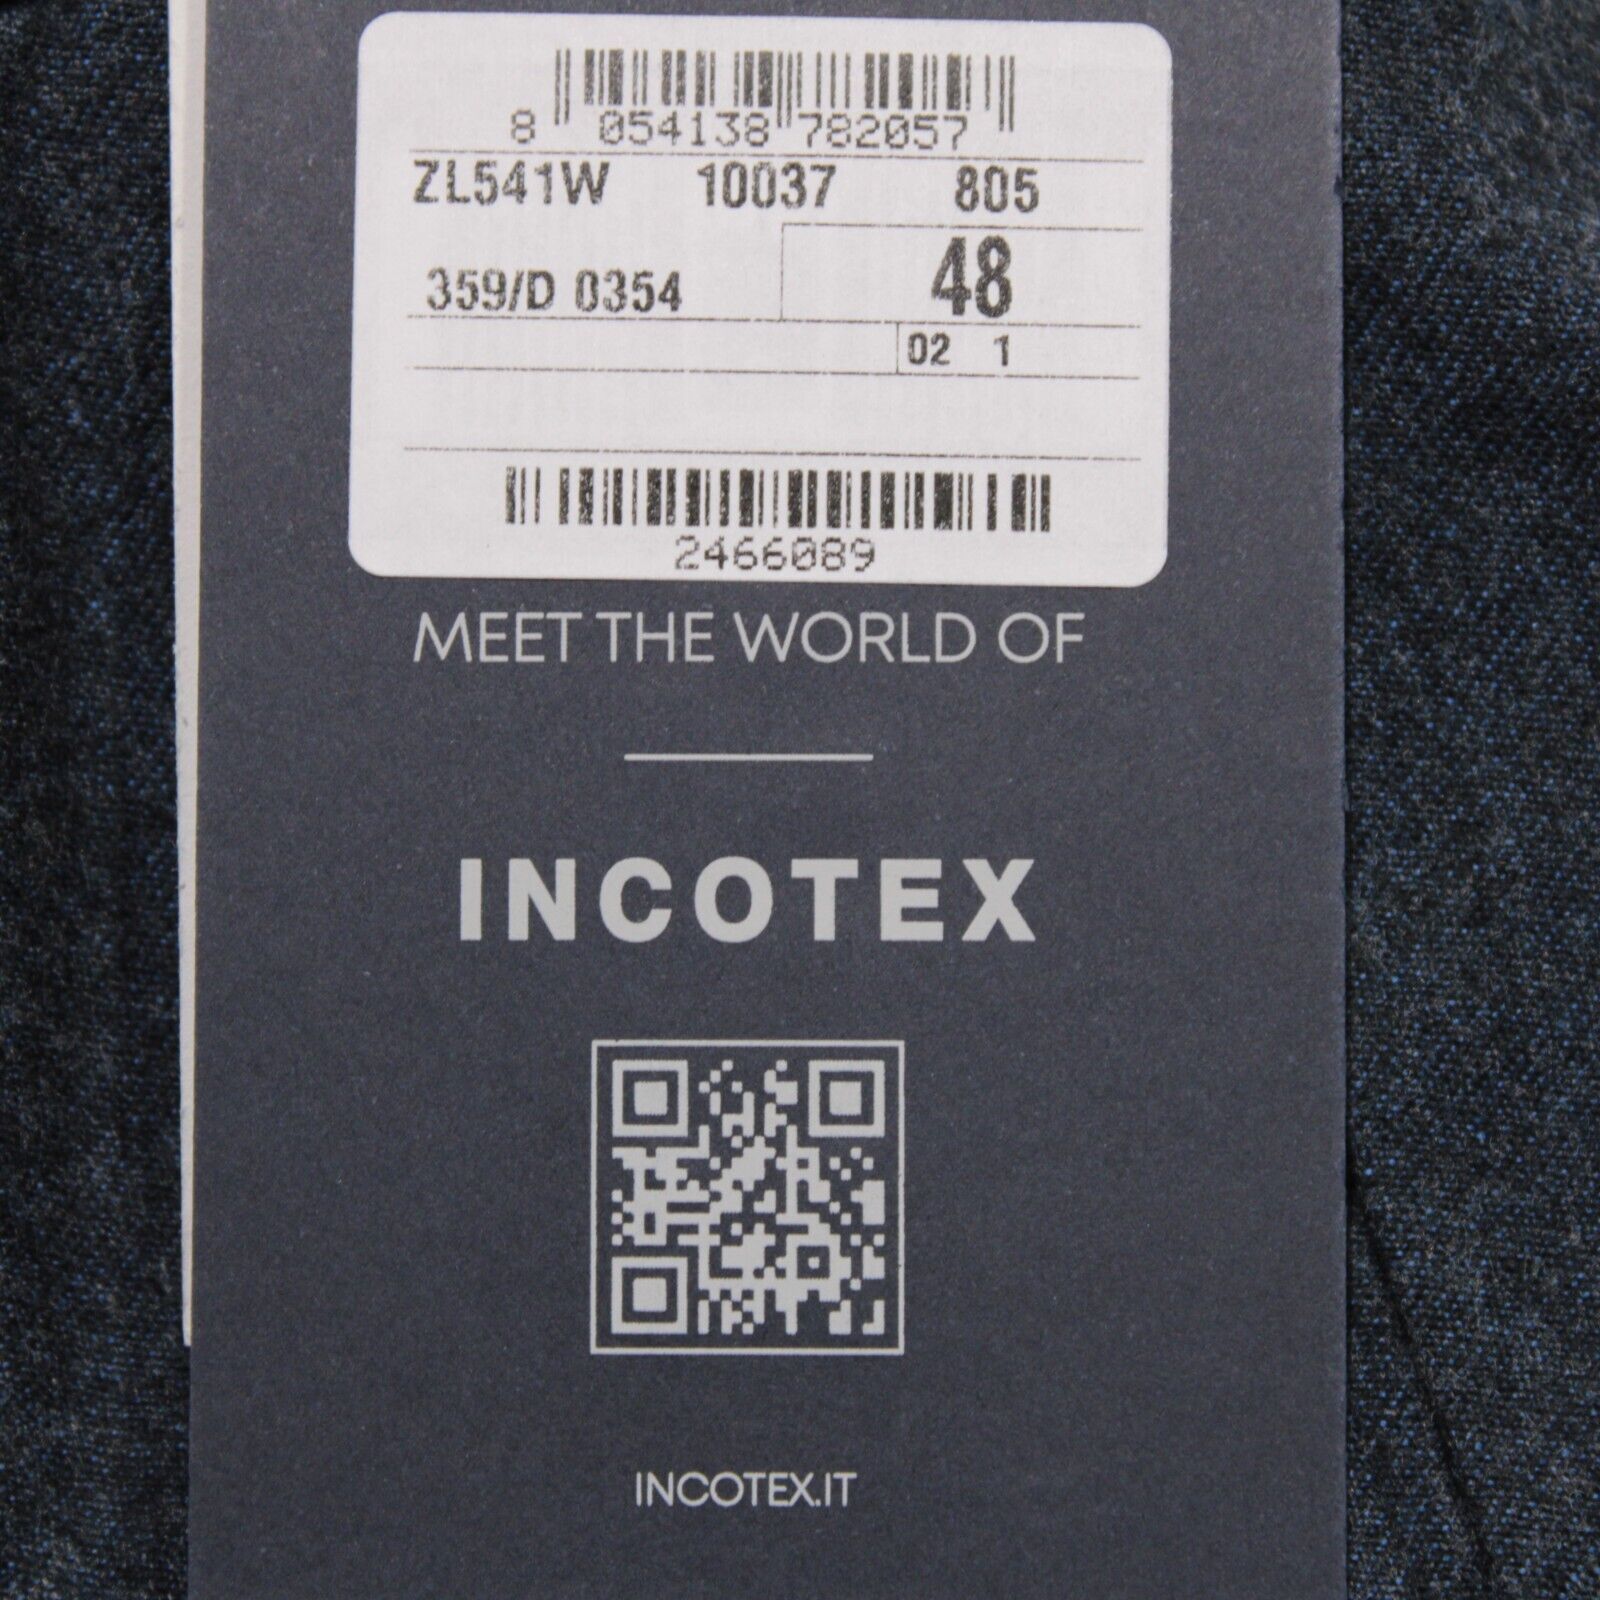 8 054138 782057
ZL541W 10037 805
359/D 0354 48
02 1
2466089
MEET THE WORLD OF
INCOTEX
INCOTEX.IT